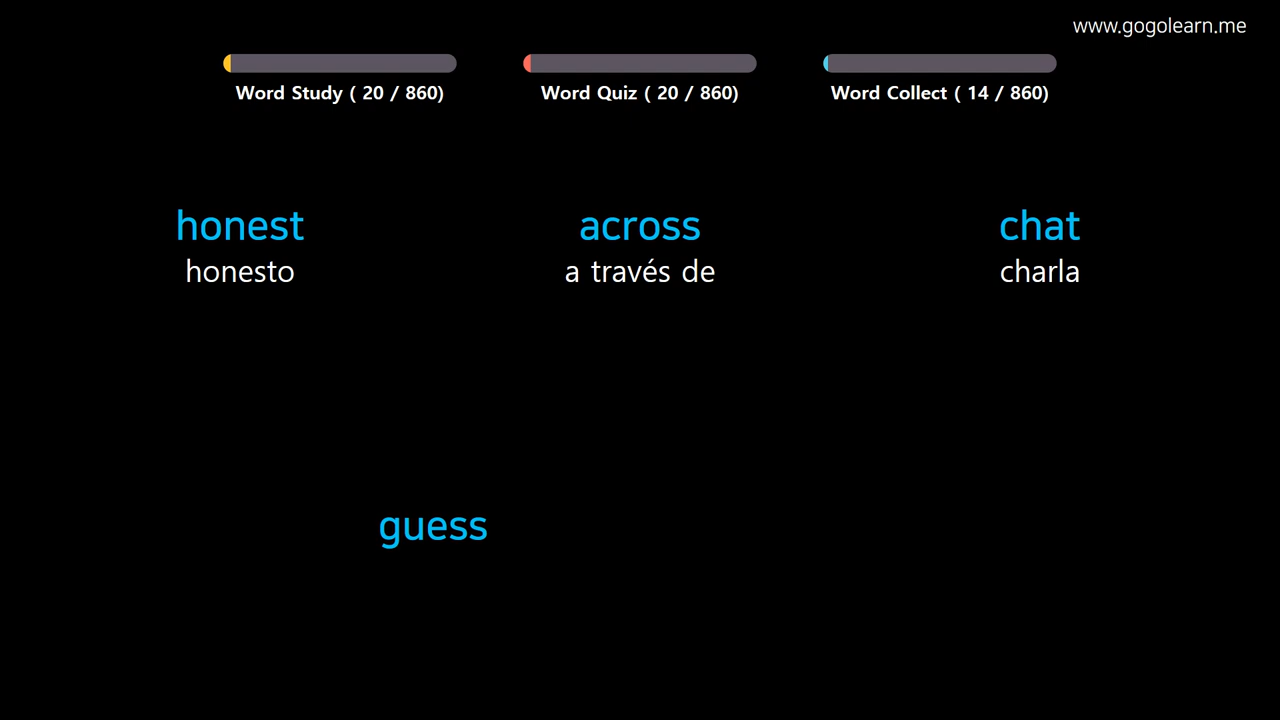 www.gogolearn.me
Word Study ( 20 / 860)
Word Quiz ( 20 / 860)
Word Collect ( 14 / 860)
honest
honesto
across
a través de
chat
charla
guess